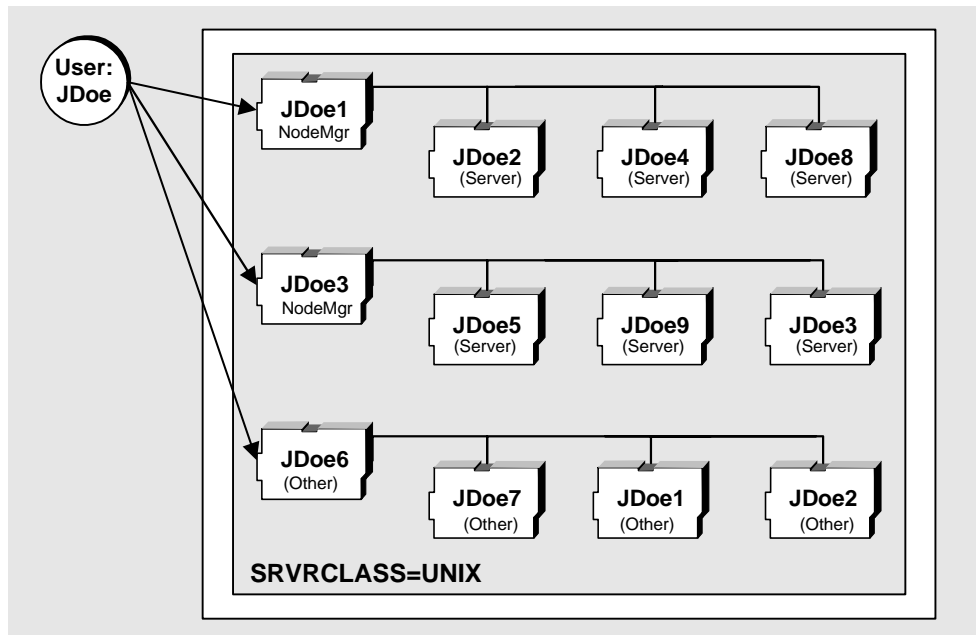 User:
JDoe
JDoe1
NodeMgr
JDoe2
(Server)
JDoe4
(Server)
JDoe8
(Server)
JDoe3
NodeMgr
JDoe5
(Server)
JDoe9
(Server)
JDoe3
(Server)
JDoe6
(Other)
JDoe7
(Other)
JDoe1
(Other)
JDoe2
(Other)
SRVRCLASS=UNIX